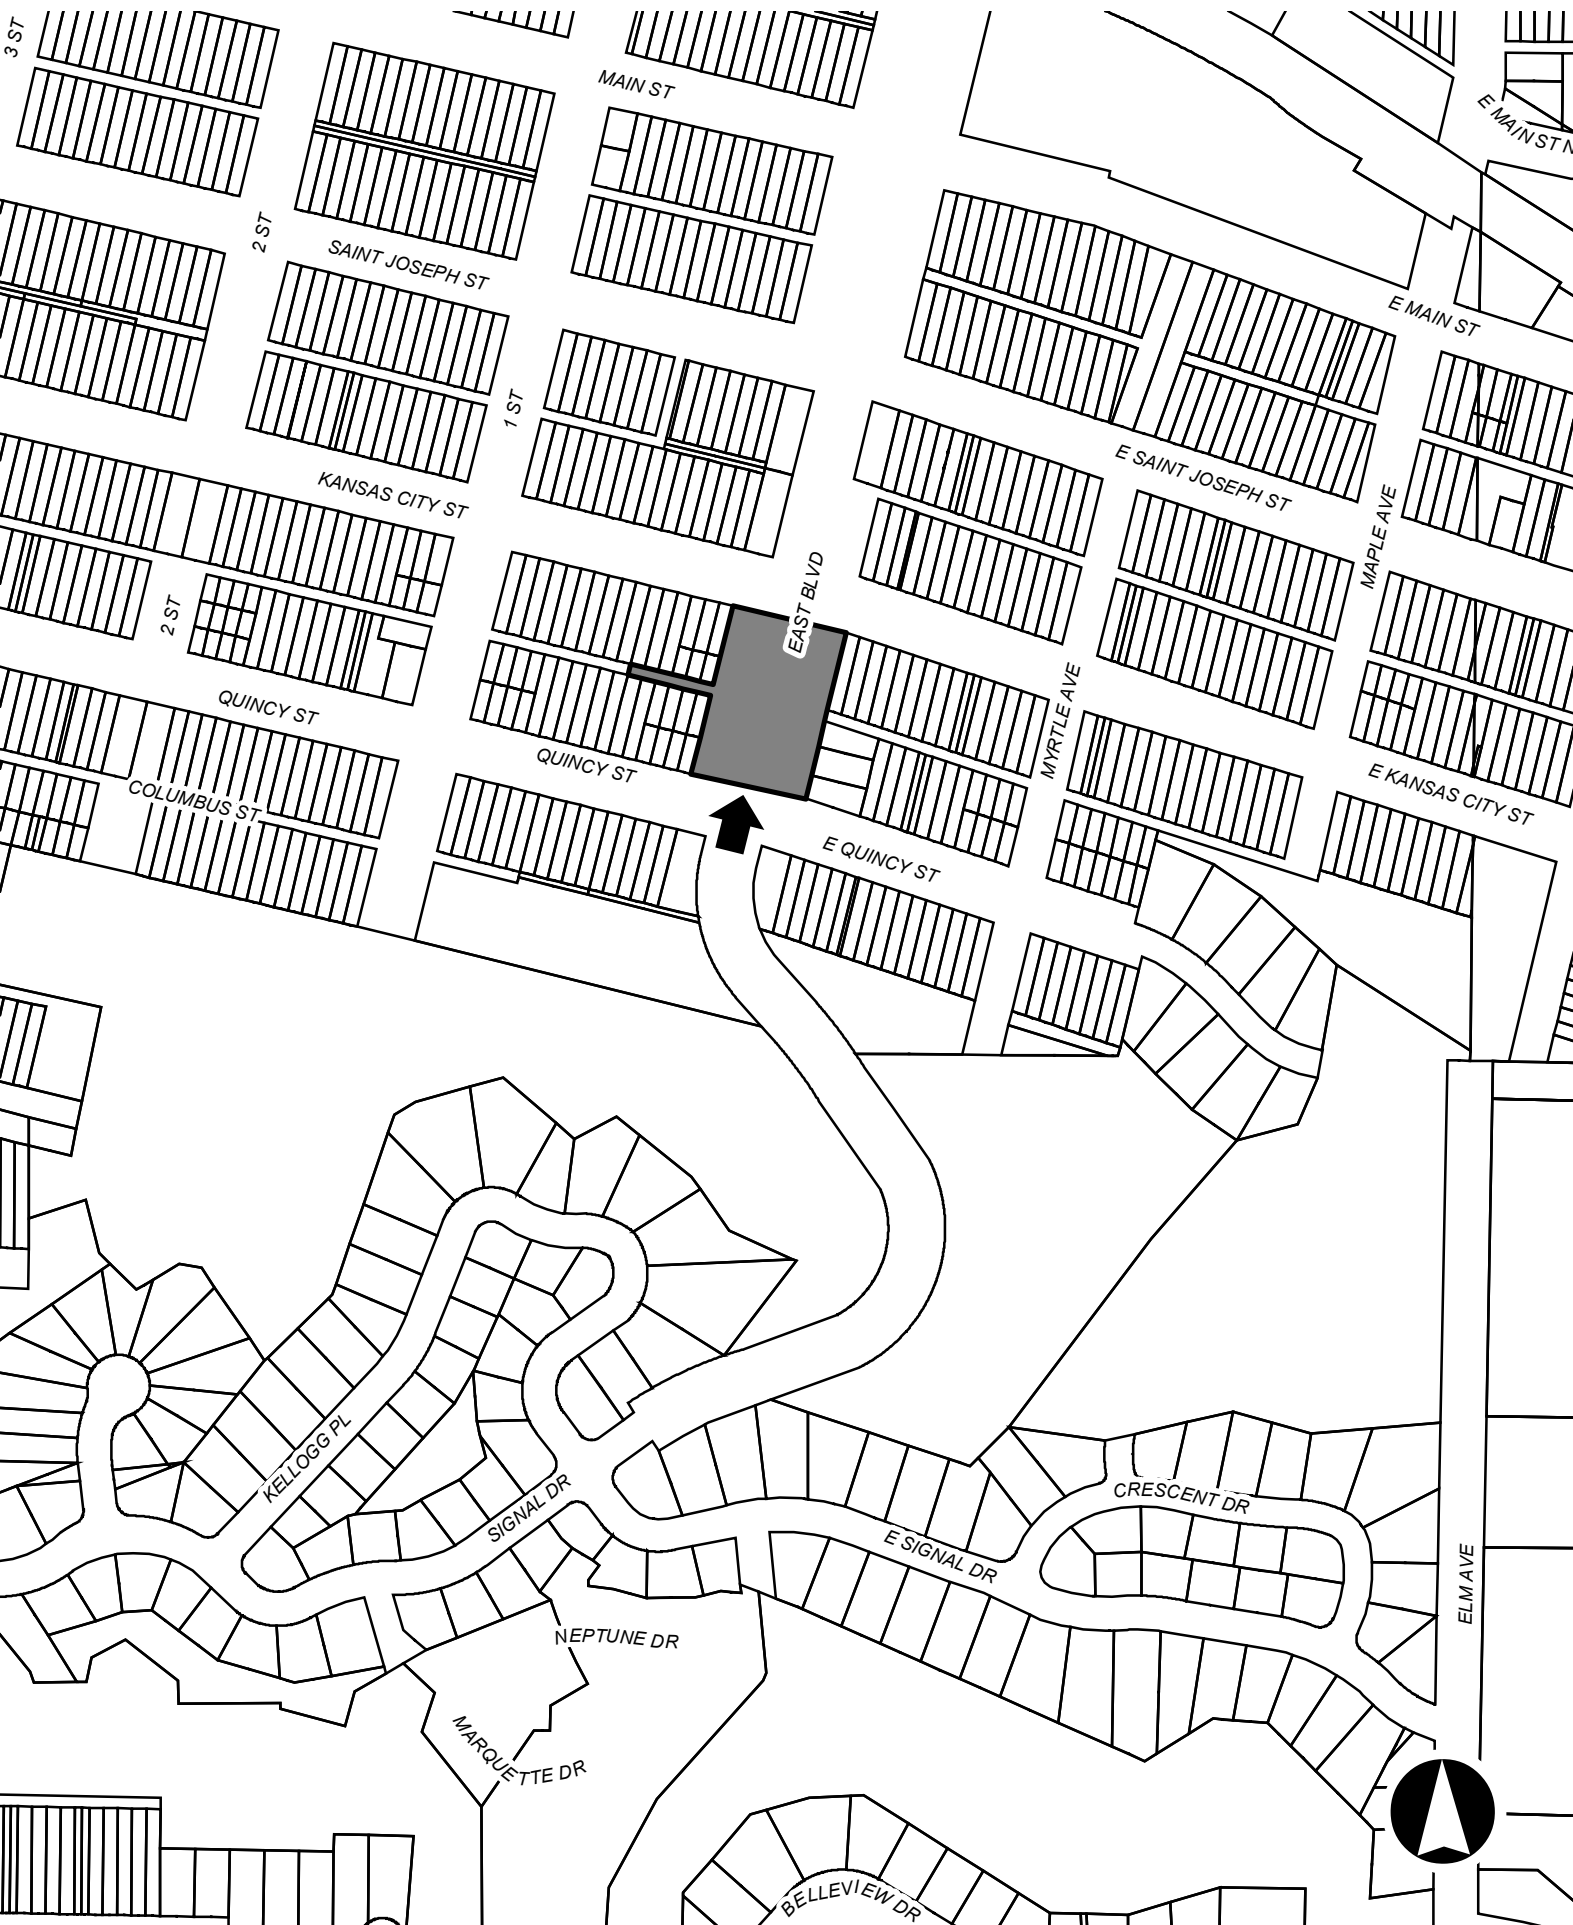 3 ST
MAIN ST
E MAIN ST N
2 ST
SAINT JOSEPH ST
E MAIN ST
1 ST
KANSAS CITY ST
E SAINT JOSEPH ST
MAPLE AVE
EAST BLVD
2 ST
QUINCY ST
MYRTLE AVE
QUINCY ST
COLUMBUS ST
E KANSAS CITY ST
E QUINCY ST
KELLOGG PL
SIGNAL DR
CRESCENT DR
E SIGNAL DR
ELM AVE
NEPTUNE DR
MARQUETTE DR
BELLEVIEW DR